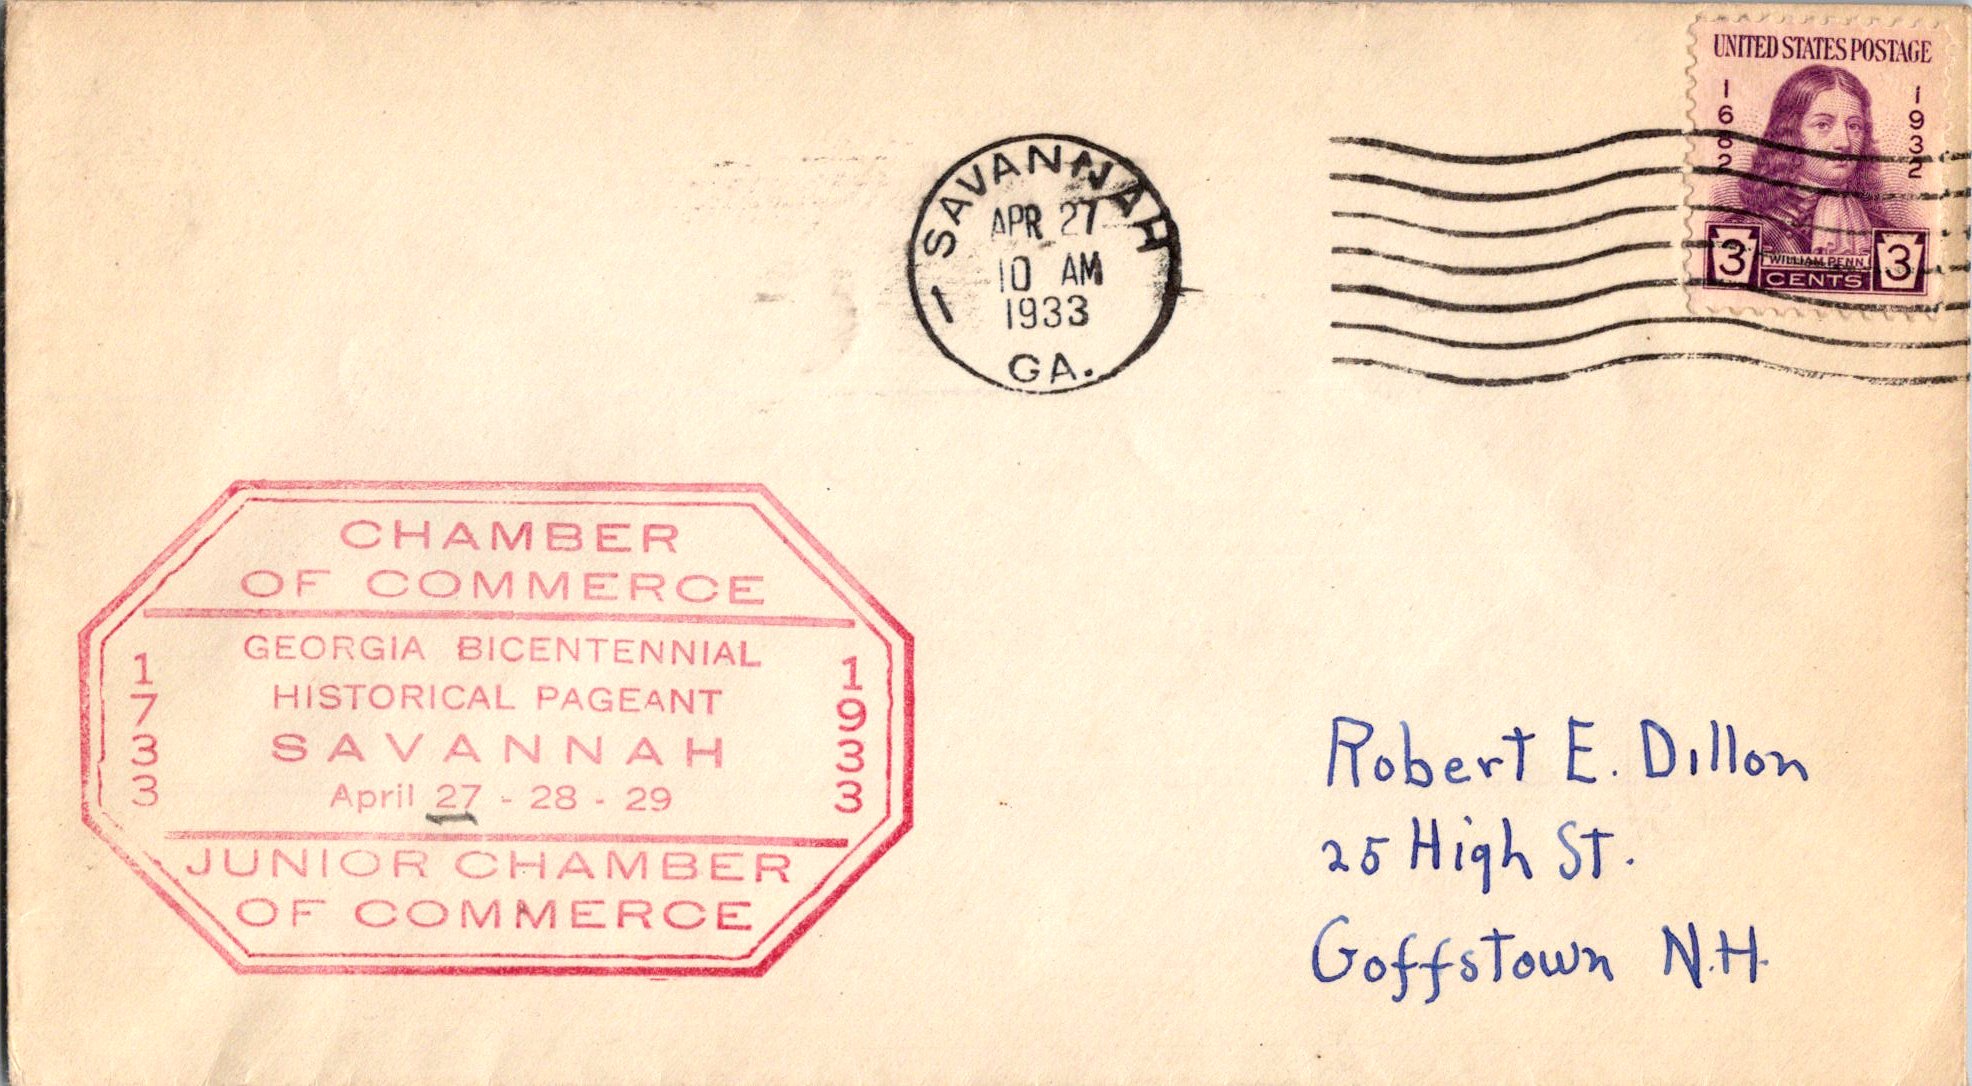 UNITED STATES POSTAGE
1682
1932
WILLIAM PENN
3 CENTS 3
SAVANNAH
APR 27
10 AM
1933
GA.
1
CHAMBER
OF COMMERCE
GEORGIA BICENTENNIAL
HISTORICAL PAGEANT
SAVANNAH
April 27 - 28 - 29
1733
1933
JUNIOR CHAMBER
OF COMMERCE
Robert E. Dillon
25 High St.
Goffstown N.H.